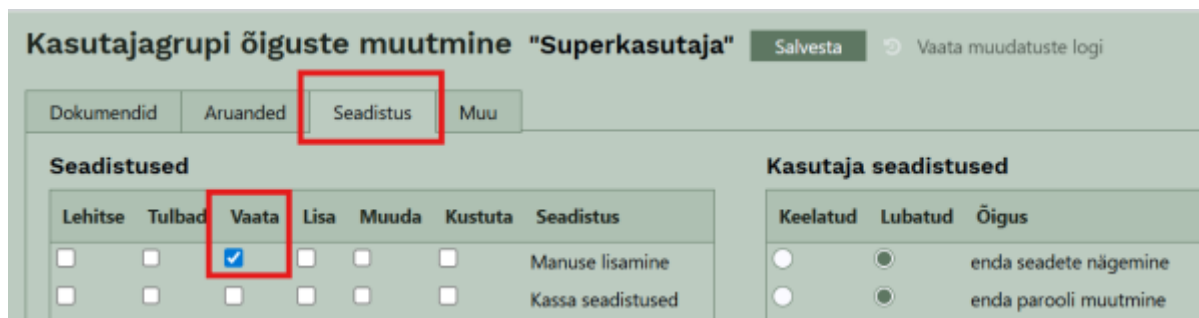 Kasutajagrupi õiguste muutmine "Superkasutaja" Salvesta Vaata muudatuste logi
Dokumendid Aruanded Seadistus Muu
Seadistused
Lehitse Tulbad Vaata Lisa Muuda Kustuta Seadistus
Manuse lisamine
Kassa seadistused
Kasutaja seadistused
Keelatud Lubatud Õigus
enda seadete nägemine
enda parooli muutmine